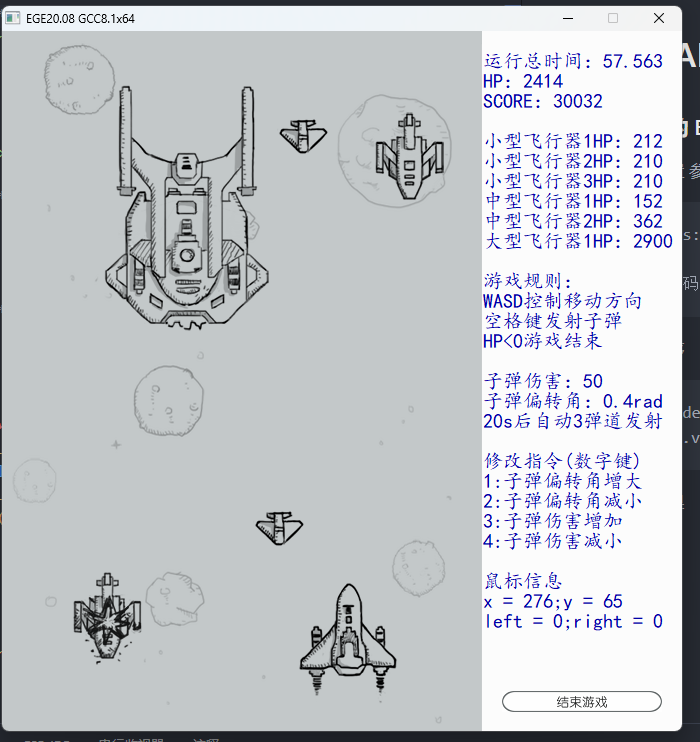 EGE20.08 GCC8.1x64
运行总时间: 57.563
HP: 2414
SCORE: 30032
小型飞行器1HP: 212
小型飞行器2HP: 210
小型飞行器3HP: 210
中型飞行器1HP: 152
中型飞行器2HP: 362
大型飞行器1HP: 2900
游戏规则:
WASD控制移动方向
空格键发射子弹
HP<0游戏结束
子弹伤害: 50
子弹偏转角: 0.4rad
20s后自动3弹道发射
修改指令(数字键)
1:子弹偏转角增大
2:子弹偏转角减小
3:子弹伤害增加
4:子弹伤害减小
鼠标信息
x = 276;y = 65
left = 0;right = 0
结束游戏